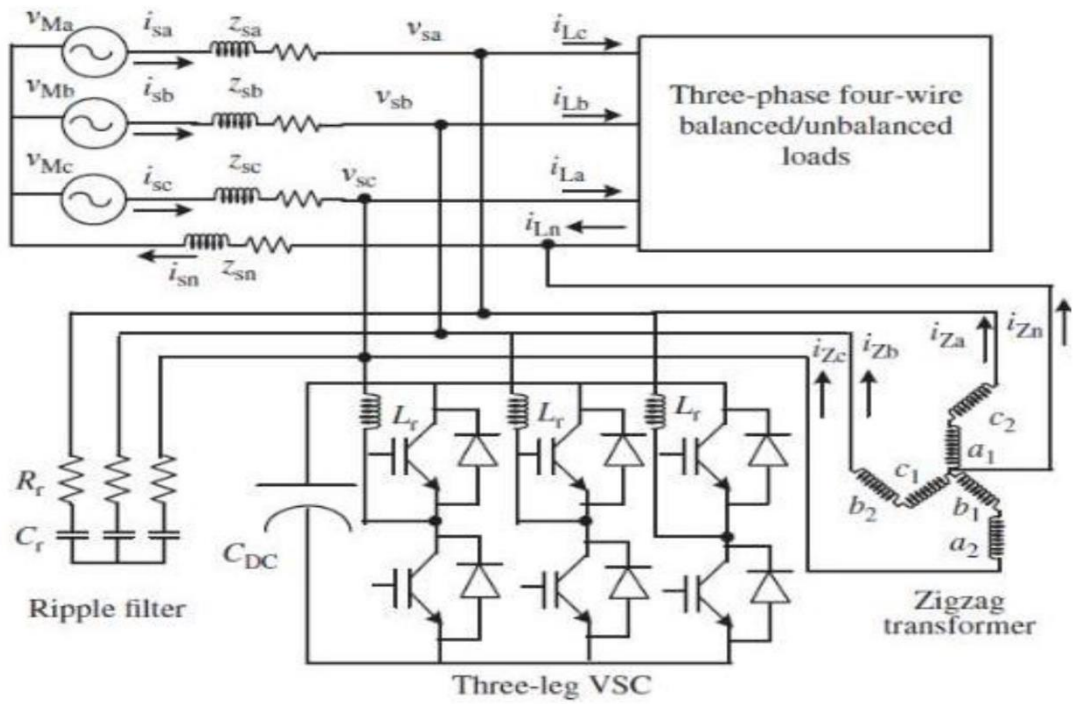 vMa isa zsa vsa iLc
vMb isb zsb vsb iLb
Three-phase four-wire
balanced/unbalanced
loads
vMc isc zsc vsc iLa
iLn
isn zsn
iZc iZb iZa iZn
Lr Lr Lr
c2
a1
c1
b2 b1
a2
Rr
Cr
CDC
Ripple filter
Zigzag
transformer
Three-leg VSC